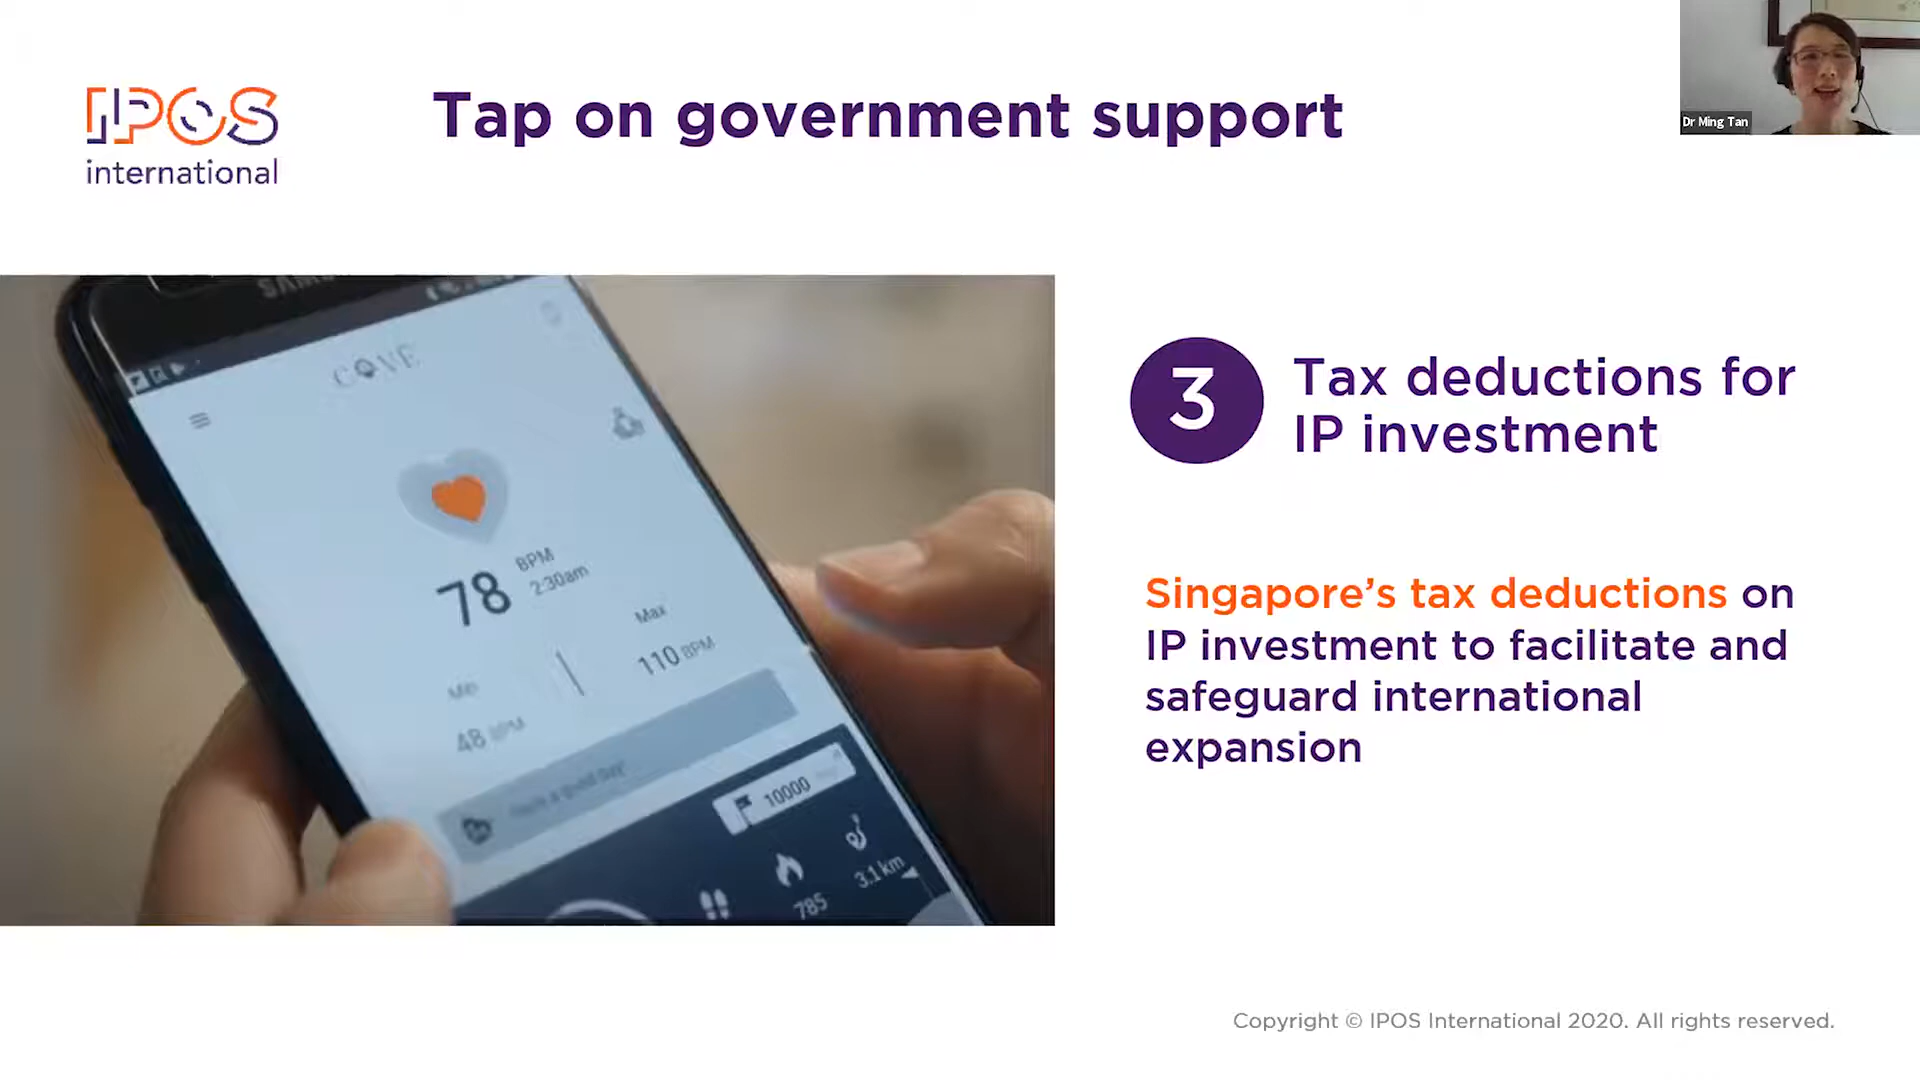 IPOS
international
Tap on government support
Dr Ming Tan
COVE
78 BPM
2:30am
Max
110 BPM
Min
48 BPM
10000
3.1 km
785
3
Tax deductions for
IP investment
Singapore’s tax deductions on
IP investment to facilitate and
safeguard international
expansion
Copyright © IPOS International 2020. All rights reserved.